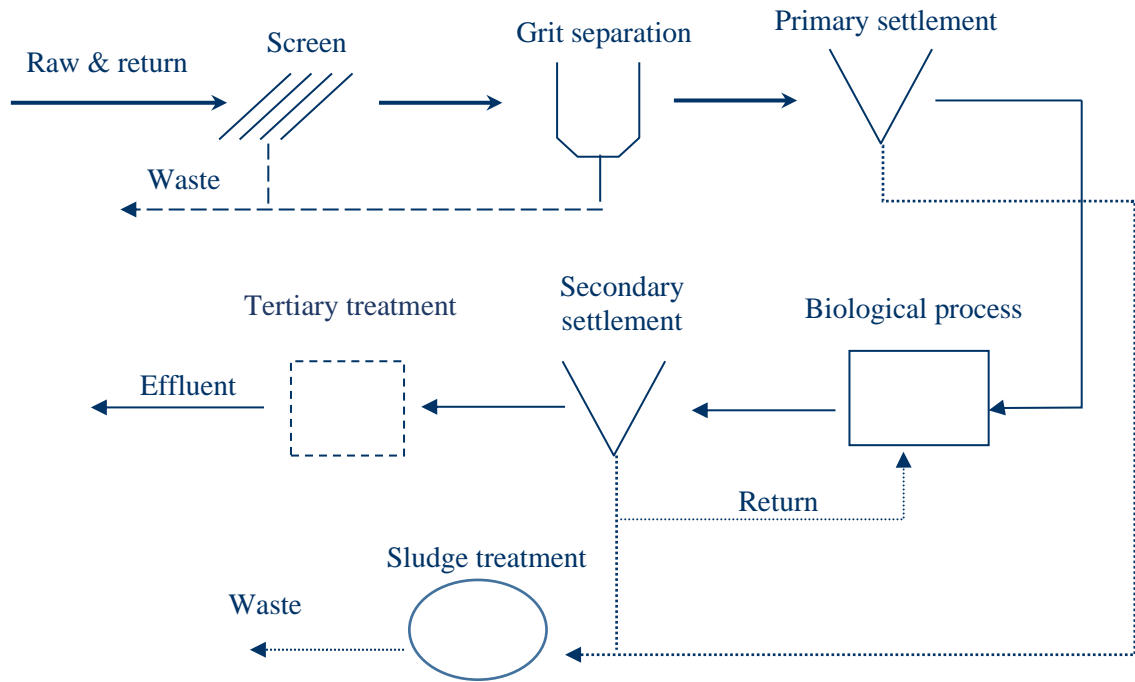 Raw & return
Screen
Grit separation
Primary settlement
Waste
Tertiary treatment
Secondary
settlement
Biological process
Effluent
Return
Sludge treatment
Waste